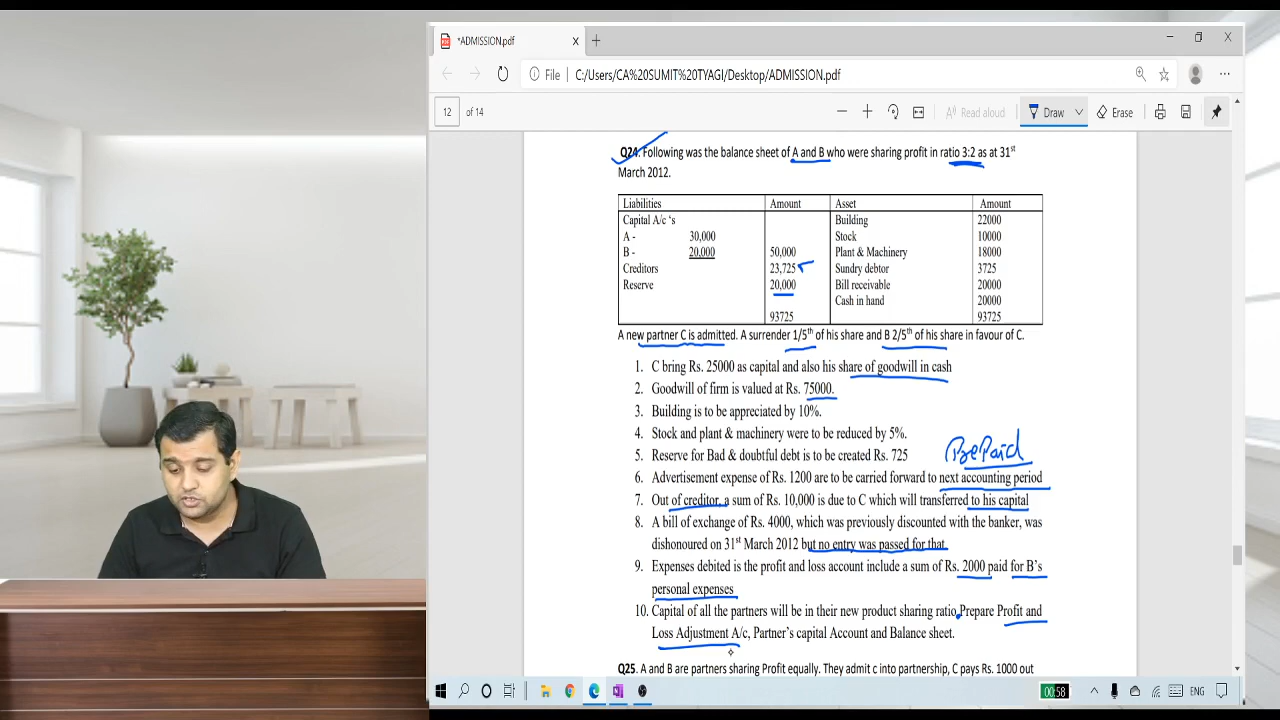 *ADMISSION.pdf
File | C:/Users/CA%20SUMIT%20TYAGI/Desktop/ADMISSION.pdf
12 of 14
Read aloud
Draw
Erase
Q24. Following was the balance sheet of A and B who were sharing profit in ratio 3:2 as at 31st
March 2012.
Liabilities Amount Asset Amount
Capital A/c 's Building 22000
A - 30,000 Stock 10000
B - 20,000 50,000 Plant & Machinery 18000
Creditors 23,725 Sundry debtor 3725
Reserve 20,000 Bill receivable 20000
Cash in hand 20000
93725 93725
A new partner C is admitted. A surrender 1/5th of his share and B 2/5th of his share in favour of C.
1. C bring Rs. 25000 as capital and also his share of goodwill in cash
2. Goodwill of firm is valued at Rs. 75000.
3. Building is to be appreciated by 10%.
4. Stock and plant & machinery were to be reduced by 5%.
PrePaid
5. Reserve for Bad & doubtful debt is to be created Rs. 725
6. Advertisement expense of Rs. 1200 are to be carried forward to next accounting period
7. Out of creditor, a sum of Rs. 10,000 is due to C which will transferred to his capital
8. A bill of exchange of Rs. 4000, which was previously discounted with the banker, was
dishonoured on 31st March 2012 but no entry was passed for that.
9. Expenses debited is the profit and loss account include a sum of Rs. 2000 paid for B's
personal expenses
10. Capital of all the partners will be in their new product sharing ratio. Prepare Profit and
Loss Adjustment A/c, Partner's capital Account and Balance sheet.
Q25. A and B are partners sharing Profit equally. They admit c into partnership, C pays Rs. 1000 out
00:58
ENG